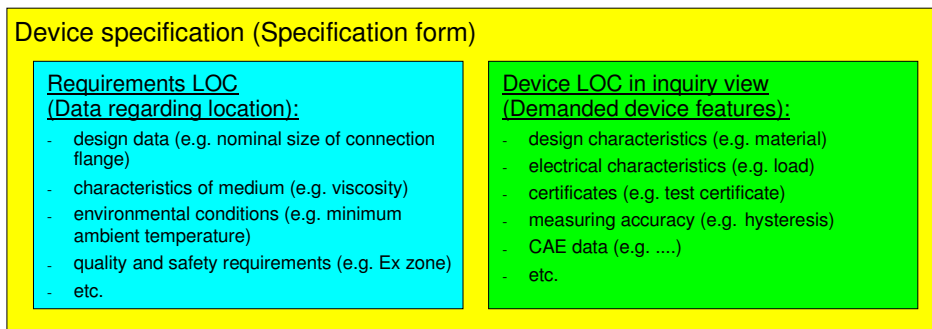 Device specification (Specification form)
Requirements LOC
(Data regarding location):
- design data (e.g. nominal size of connection
flange)
- characteristics of medium (e.g. viscosity)
- environmental conditions (e.g. minimum
ambient temperature)
- quality and safety requirements (e.g. Ex zone)
- etc.
Device LOC in inquiry view
(Demanded device features):
- design characteristics (e.g. material)
- electrical characteristics (e.g. load)
- certificates (e.g. test certificate)
- measuring accuracy (e.g. hysteresis)
- CAE data (e.g. ....)
- etc.